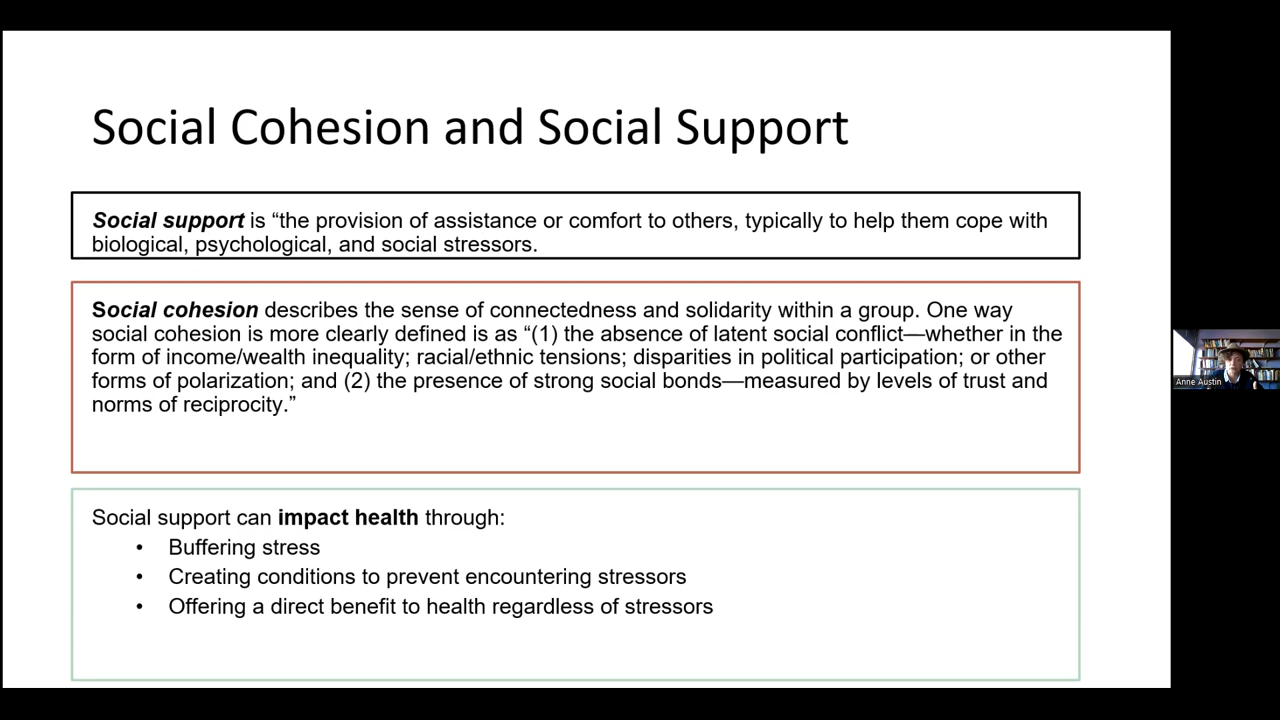 Social Cohesion and Social Support
Social support is “the provision of assistance or comfort to others, typically to help them cope with
biological, psychological, and social stressors.
Social cohesion describes the sense of connectedness and solidarity within a group. One way
social cohesion is more clearly defined is as “(1) the absence of latent social conflict—whether in the
form of income/wealth inequality; racial/ethnic tensions; disparities in political participation; or other
forms of polarization; and (2) the presence of strong social bonds—measured by levels of trust and
norms of reciprocity.”
Social support can impact health through:
• Buffering stress
• Creating conditions to prevent encountering stressors
• Offering a direct benefit to health regardless of stressors
Anne Austin